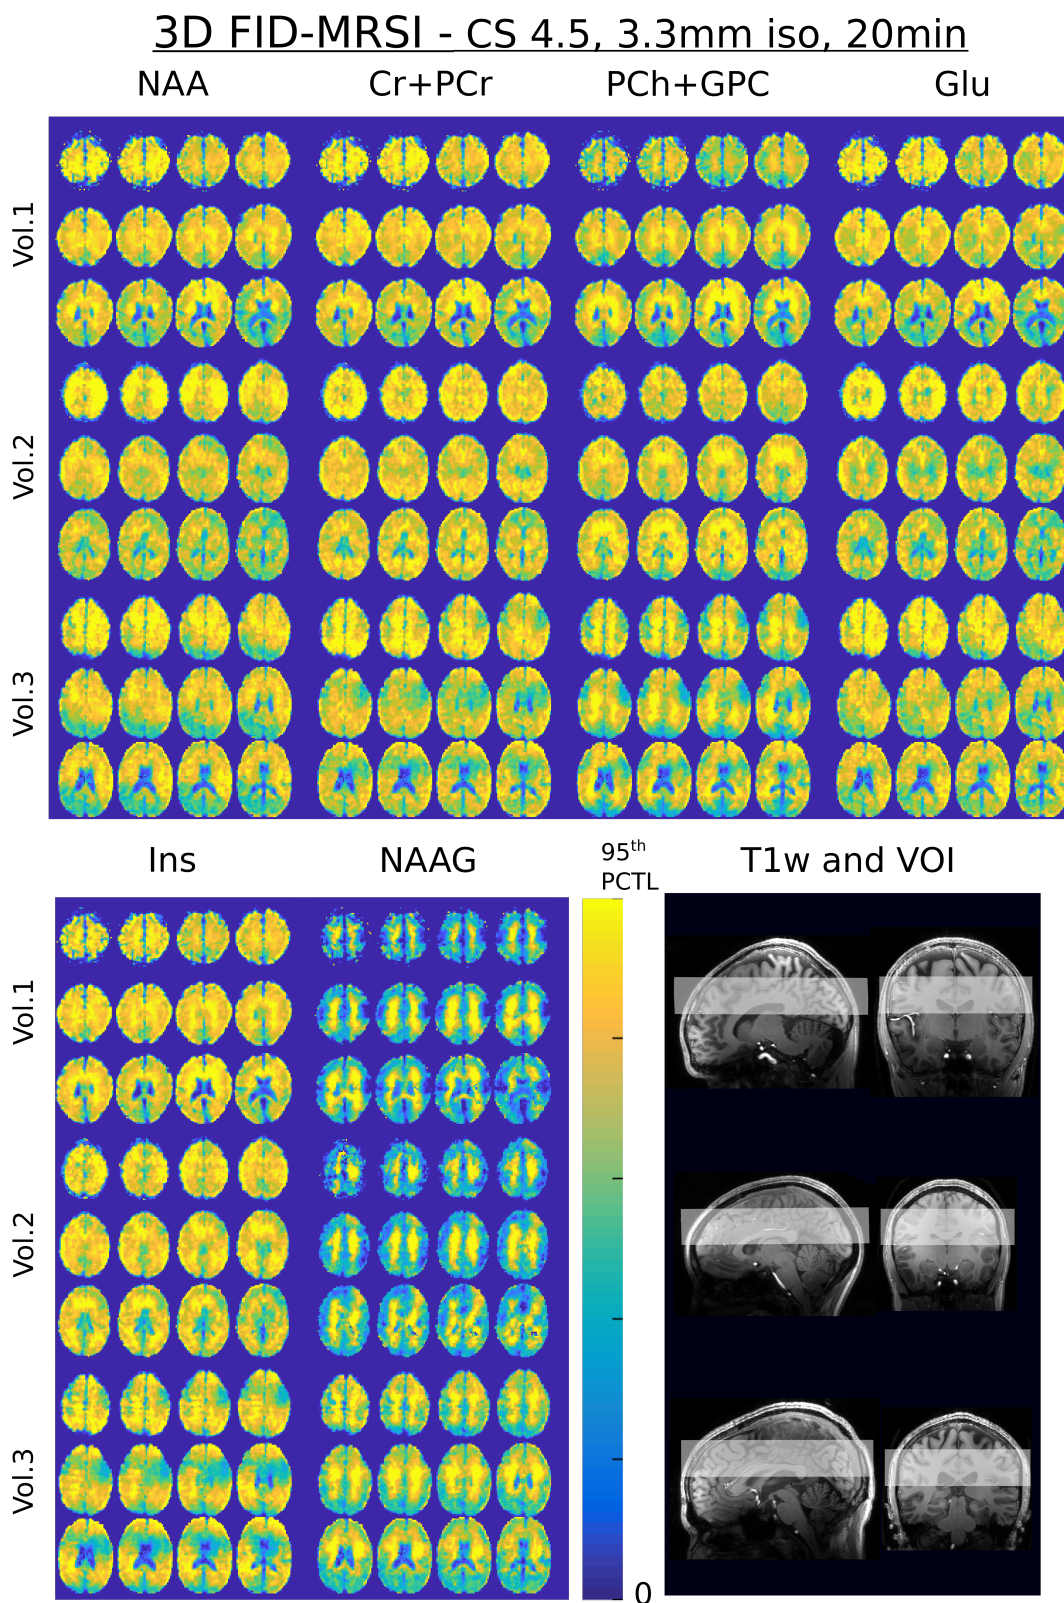 3D FID-MRSI - CS 4.5, 3.3mm iso, 20min
NAA Cr+PCr PCh+GPC Glu
Vol.1
Vol.2
Vol.3
Ins NAAG 95th PCTL T1w and VOI
Vol.1
Vol.2
Vol.3
0